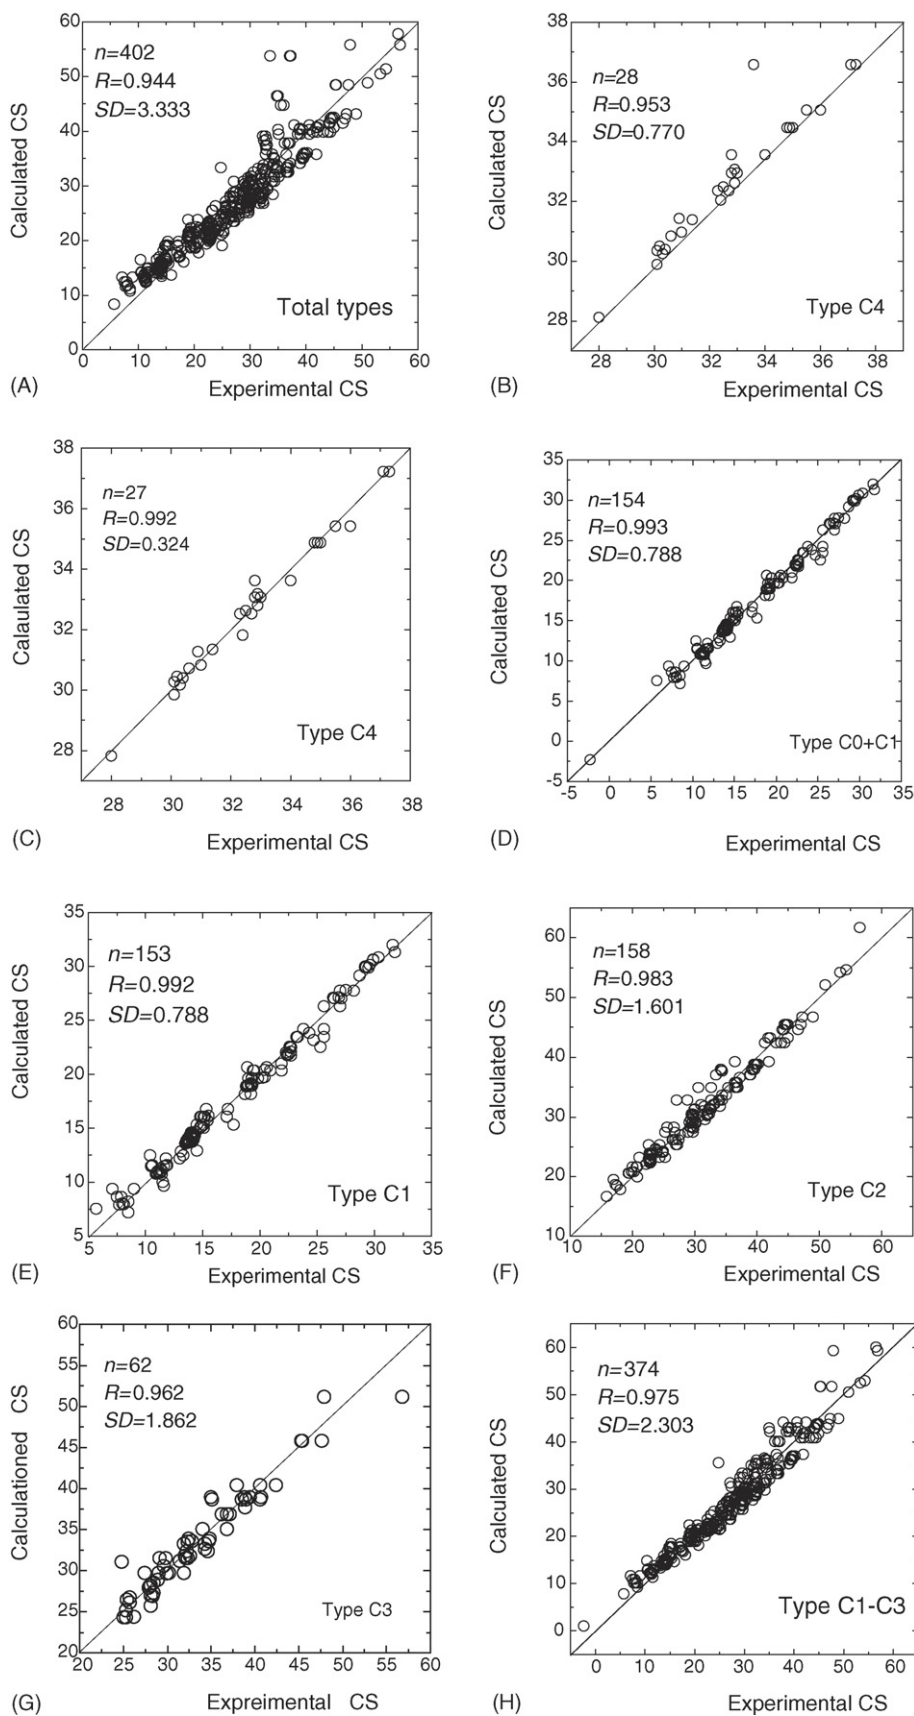 60
50
40
30
20
10
0
Calculated CS
n=402
R=0.944
SD=3.333
Total types
0 10 20 30 40 50 60
(A) Experimental CS
38
36
34
32
30
28
Calculated CS
n=28
R=0.953
SD=0.770
Type C4
28 30 32 34 36 38
(B) Experimental CS
38
36
34
32
30
28
Calaulated CS
n=27
R=0.992
SD=0.324
Type C4
28 30 32 34 36 38
(C) Experimental CS
35
30
25
20
15
10
5
0
-5
Calculated CS
n=154
R=0.993
SD=0.788
Type C0+C1
-5 0 5 10 15 20 25 30 35
(D) Experimental CS
35
30
25
20
15
10
5
Calculated CS
n=153
R=0.992
SD=0.788
Type C1
5 10 15 20 25 30 35
(E) Experimental CS
60
50
40
30
20
10
Calculated CS
n=158
R=0.983
SD=1.601
Type C2
10 20 30 40 50 60
(F) Experimental CS
60
55
50
45
40
35
30
25
20
Calculationed CS
n=62
R=0.962
SD=1.862
Type C3
20 25 30 35 40 45 50 55 60
(G) Expreimental CS
60
50
40
30
20
10
0
Calculated CS
n=374
R=0.975
SD=2.303
Type C1-C3
0 10 20 30 40 50 60
(H) Experimental CS